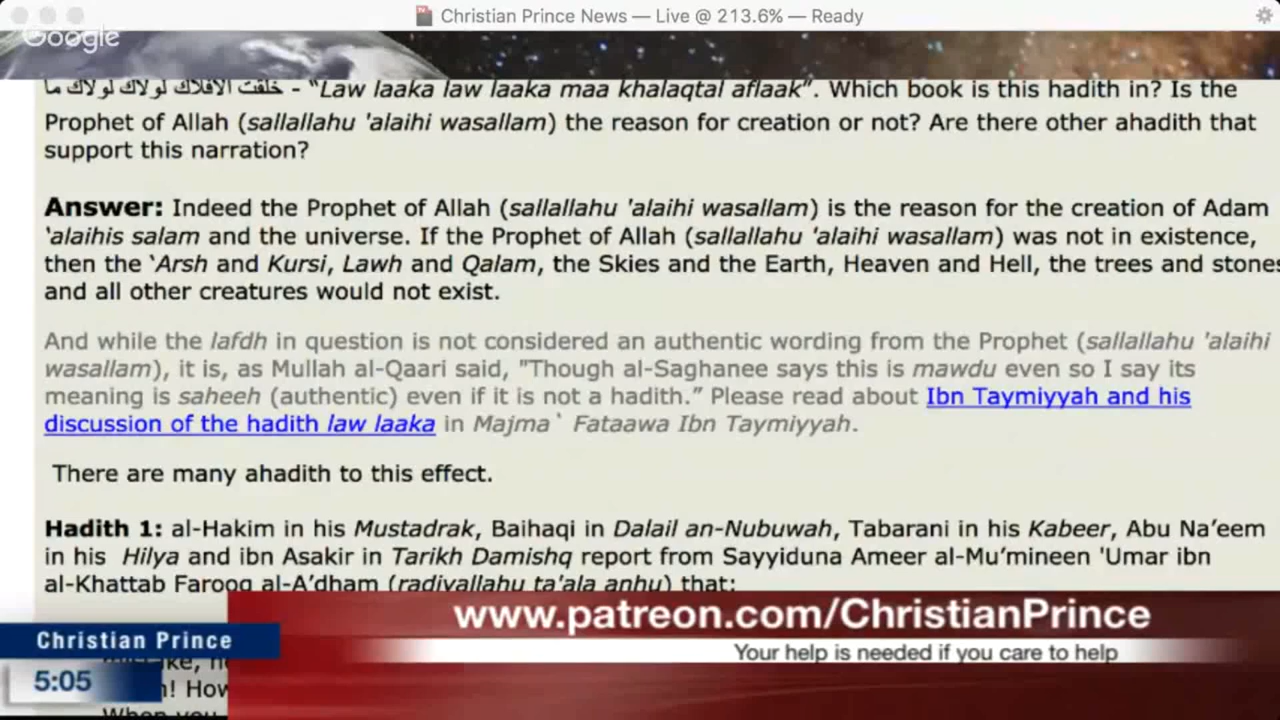 Christian Prince News — Live @ 213.6% — Ready
Google
خلقت الافلاك لولاك لولاك ما - “Law laaka law laaka maa khalaqtal aflaak”. Which book is this hadith in? Is the
Prophet of Allah (sallallahu 'alaihi wasallam) the reason for creation or not? Are there other ahadith that
support this narration?
Answer: Indeed the Prophet of Allah (sallallahu 'alaihi wasallam) is the reason for the creation of Adam
‘alaihis salam and the universe. If the Prophet of Allah (sallallahu 'alaihi wasallam) was not in existence,
then the ‘Arsh and Kursi, Lawh and Qalam, the Skies and the Earth, Heaven and Hell, the trees and stones
and all other creatures would not exist.
And while the lafdh in question is not considered an authentic wording from the Prophet (sallallahu 'alaihi
wasallam), it is, as Mullah al-Qaari said, "Though al-Saghanee says this is mawdu even so I say its
meaning is saheeh (authentic) even if it is not a hadith.” Please read about Ibn Taymiyyah and his
discussion of the hadith law laaka in Majma` Fataawa Ibn Taymiyyah.
There are many ahadith to this effect.
Hadith 1: al-Hakim in his Mustadrak, Baihaqi in Dalail an-Nubuwah, Tabarani in his Kabeer, Abu Na’eem
in his Hilya and ibn Asakir in Tarikh Damishq report from Sayyiduna Ameer al-Mu’mineen 'Umar ibn
al-Khattab Farooq al-A’dham (radiyallahu ta'ala anhu) that:
www.patreon.com/ChristianPrince
Christian Prince
Your help is needed if you care to help
5:05
! How
When you